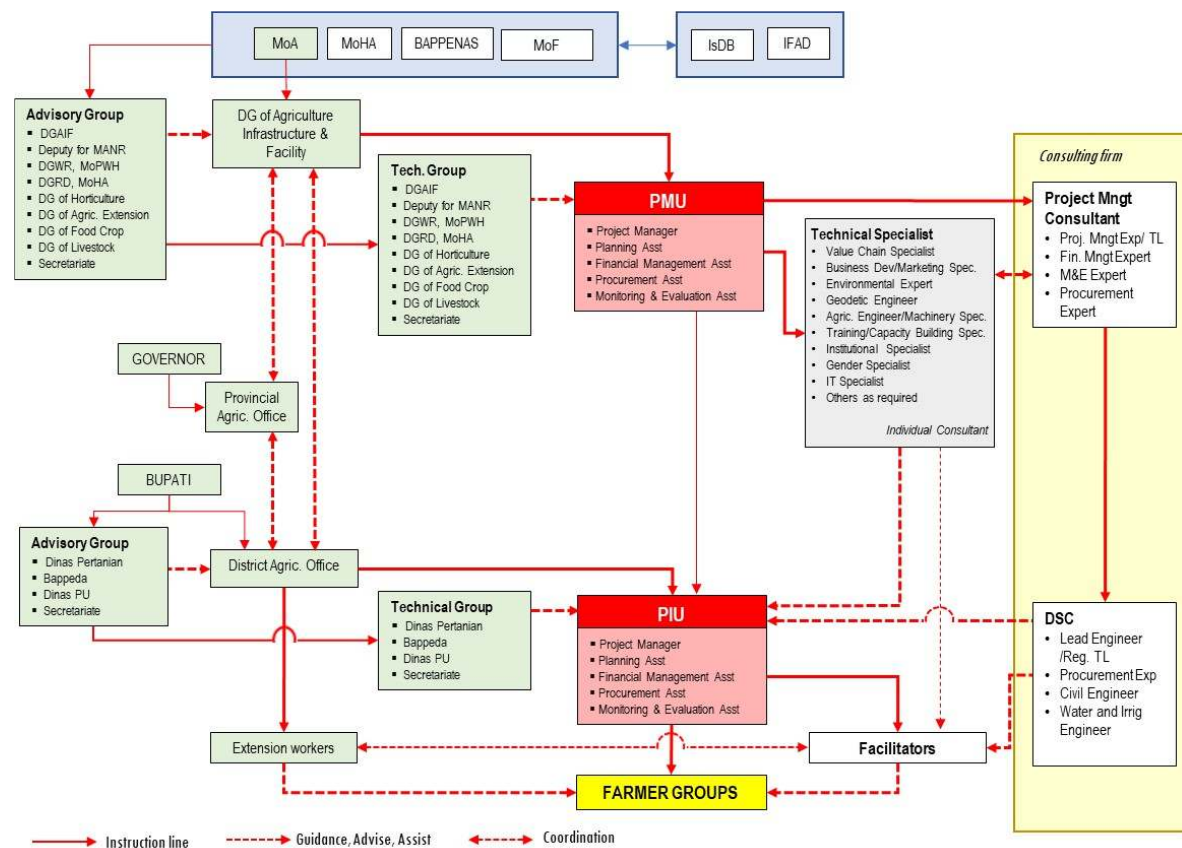 MoA
MoHA
BAPPENAS
MoF
IsDB
IFAD
Advisory Group
▪ DGAIF
▪ Deputy for MANR
▪ DGWR, MoPWH
▪ DGRD, MoHA
▪ DG of Horticulture
▪ DG of Agric. Extension
▪ DG of Food Crop
▪ DG of Livestock
▪ Secretariate
DG of Agriculture
Infrastructure &
Facility
Tech. Group
▪ DGAIF
▪ Deputy for MANR
▪ DGWR, MoPWH
▪ DGRD, MoHA
▪ DG of Horticulture
▪ DG of Agric. Extension
▪ DG of Food Crop
▪ DG of Livestock
▪ Secretariate
PMU
▪ Project Manager
▪ Planning Asst
▪ Financial Management Asst
▪ Procurement Asst
▪ Monitoring & Evaluation Asst
Technical Specialist
• Value Chain Specialist
• Business Dev/Marketing Spec.
• Environmental Expert
• Geodetic Engineer
• Agric. Engineer/Machinery Spec.
• Training/Capacity Building Spec.
• Institutional Specialist
• Gender Specialist
• IT Specialist
• Others as required
Individual Consultant
Consulting firm
Project Mngt
Consultant
• Proj. MngtExp/ TL
• Fin. MngtExpert
• M&E Expert
• Procurement
Expert
GOVERNOR
Provincial
Agric. Office
BUPATI
Advisory Group
▪ Dinas Pertanian
▪ Bappeda
▪ Dinas PU
▪ Secretariate
District Agric. Office
Technical Group
▪ Dinas Pertanian
▪ Bappeda
▪ Dinas PU
▪ Secretariate
PIU
▪ Project Manager
▪ Planning Asst
▪ Financial Management Asst
▪ Procurement Asst
▪ Monitoring & Evaluation Asst
DSC
• Lead Engineer
/Reg. TL
• ProcurementExp
• Civil Engineer
• Water and Irrig
Engineer
Extension workers
Facilitators
FARMER GROUPS
Instruction line
Guidance, Advise, Assist
Coordination